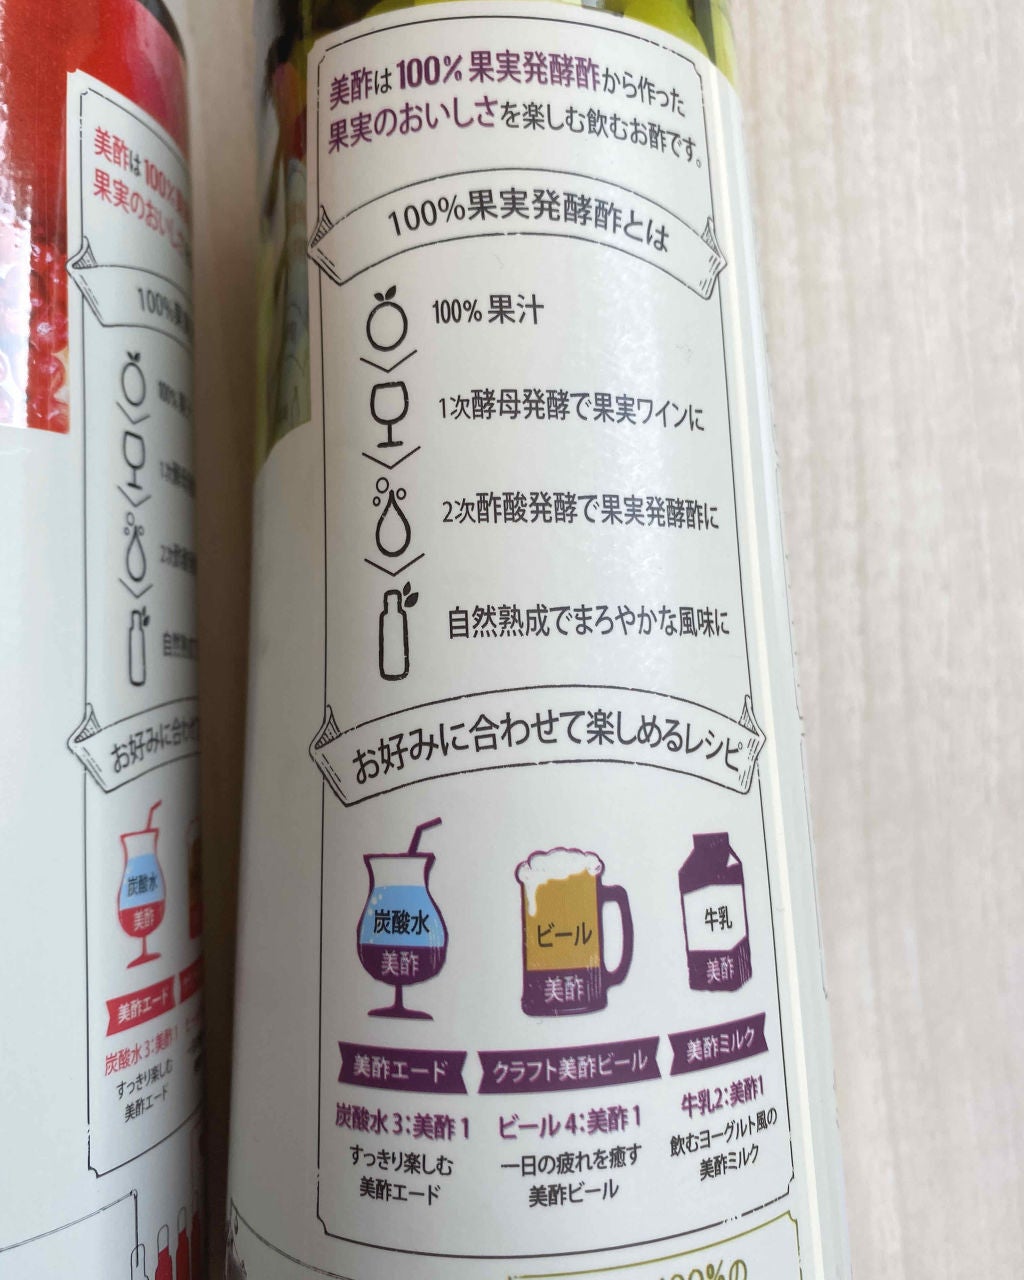 美酢は100%果実発酵酢から作った
果実のおいしさを楽しむ飲むお酢です。
100%果実発酵酢とは
100%果汁
1次酵母発酵で果実ワインに
2次酢酸発酵で果実発酵酢に
自然熟成でまろやかな風味に
お好みに合わせて楽しめるレシピ
炭酸水
美酢
ビール
美酢
牛乳
美酢
美酢エード
クラフト美酢ビール
美酢ミルク
炭酸水3:美酢1
すっきり楽しむ
美酢エード
ビール4:美酢1
一日の疲れを癒す
美酢ビール
牛乳2:美酢1
飲むヨーグルト風の
美酢ミルク
美酢は100%
果実のおいし
100%
お好みに合わ
炭酸水
美酢
美酢エード
炭酸水3:美酢1
すっきり楽しむ
美酢エード